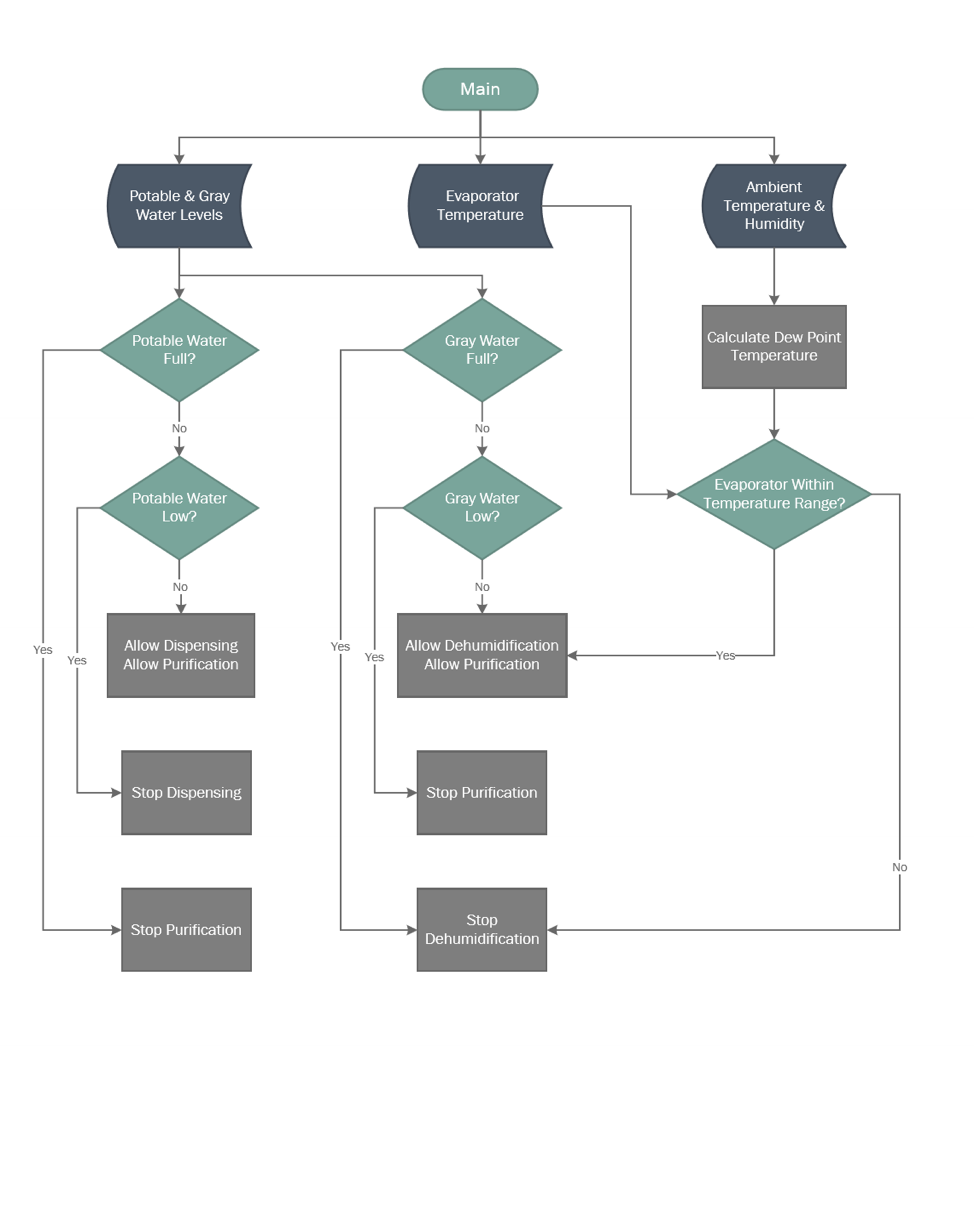 Main
Potable & Gray
Water Levels
Evaporator
Temperature
Ambient
Temperature &
Humidity
Potable Water
Full?
Gray Water
Full?
Calculate Dew Point
Temperature
No
No
Potable Water
Low?
Gray Water
Low?
Evaporator Within
Temperature Range?
No
No
Allow Dispensing
Allow Purification
Allow Dehumidification
Allow Purification
Yes
Yes
Yes
Yes
Yes
Stop Dispensing
Stop Purification
No
Stop Purification
Stop
Dehumidification